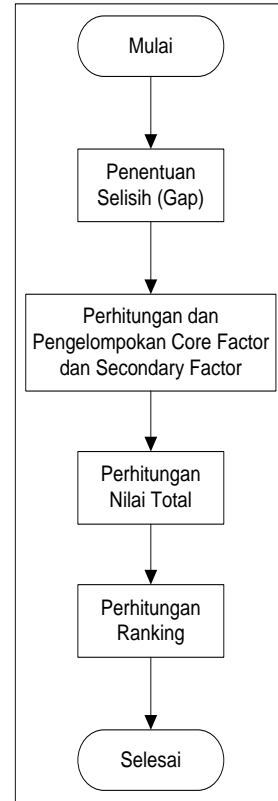 Mulai
Penentuan
Selisih (Gap)
Perhitungan dan
Pengelompokan Core Factor
dan Secondary Factor
Perhitungan
Nilai Total
Perhitungan
Ranking
Selesai